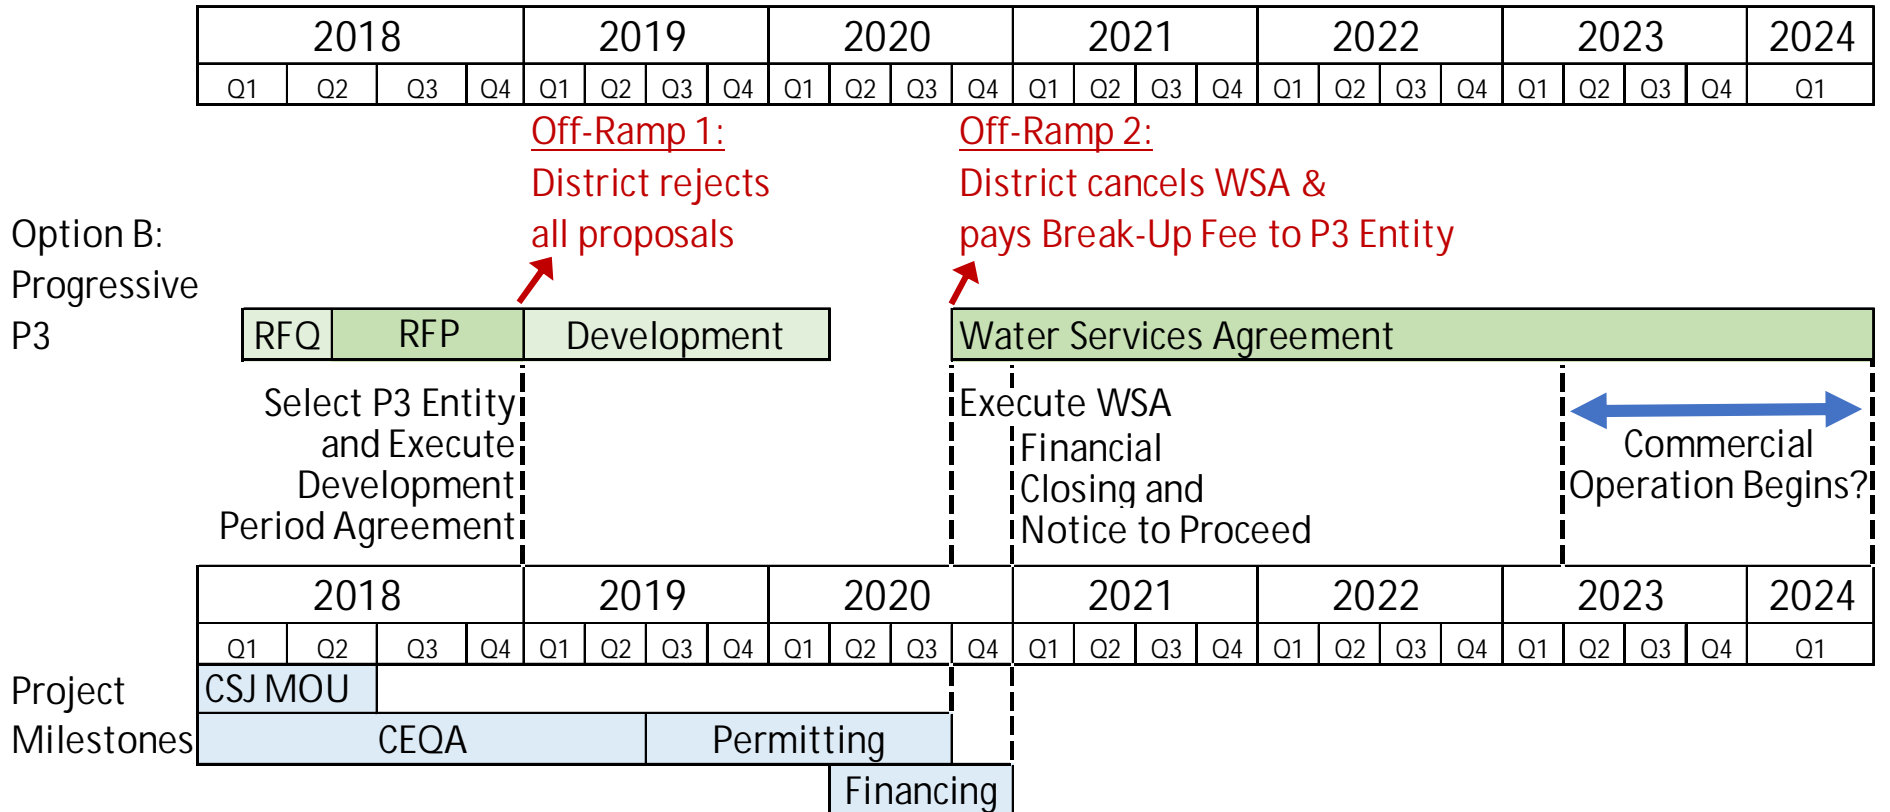 2018 2019 2020 2021 2022 2023 2024
Q1 Q2 Q3 Q4 Q1 Q2 Q3 Q4 Q1 Q2 Q3 Q4 Q1 Q2 Q3 Q4 Q1 Q2 Q3 Q4 Q1 Q2 Q3 Q4 Q1
Off-Ramp 1:
District rejects
all proposals
Off-Ramp 2:
District cancels WSA &
pays Break-Up Fee to P3 Entity
Option B:
Progressive
P3
RFQ RFP Development Water Services Agreement
Select P3 Entity
and Execute
Development
Period Agreement
Execute WSA
Financial
Closing and
Notice to Proceed
Commercial
Operation Begins?
2018 2019 2020 2021 2022 2023 2024
Q1 Q2 Q3 Q4 Q1 Q2 Q3 Q4 Q1 Q2 Q3 Q4 Q1 Q2 Q3 Q4 Q1 Q2 Q3 Q4 Q1 Q2 Q3 Q4 Q1
Project
Milestones
CSJ MOU
CEQA Permitting
Financing